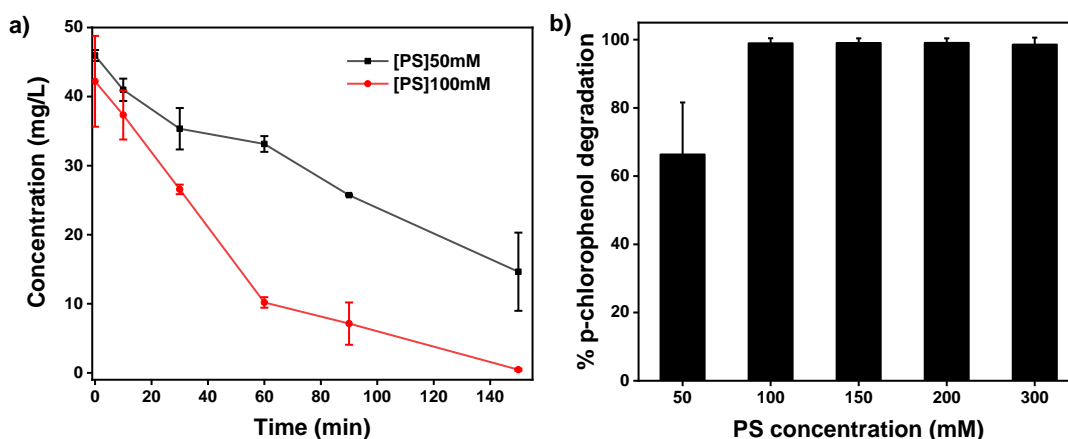 a)
50
40
30
20
10
0
Concentration (mg/L)
[PS]50mM
[PS]100mM
0 20 40 60 80 100 120 140
Time (min)
b)
100
80
60
40
20
0
% p-chlorophenol degradation
50 100 150 200 300
PS concentration (mM)